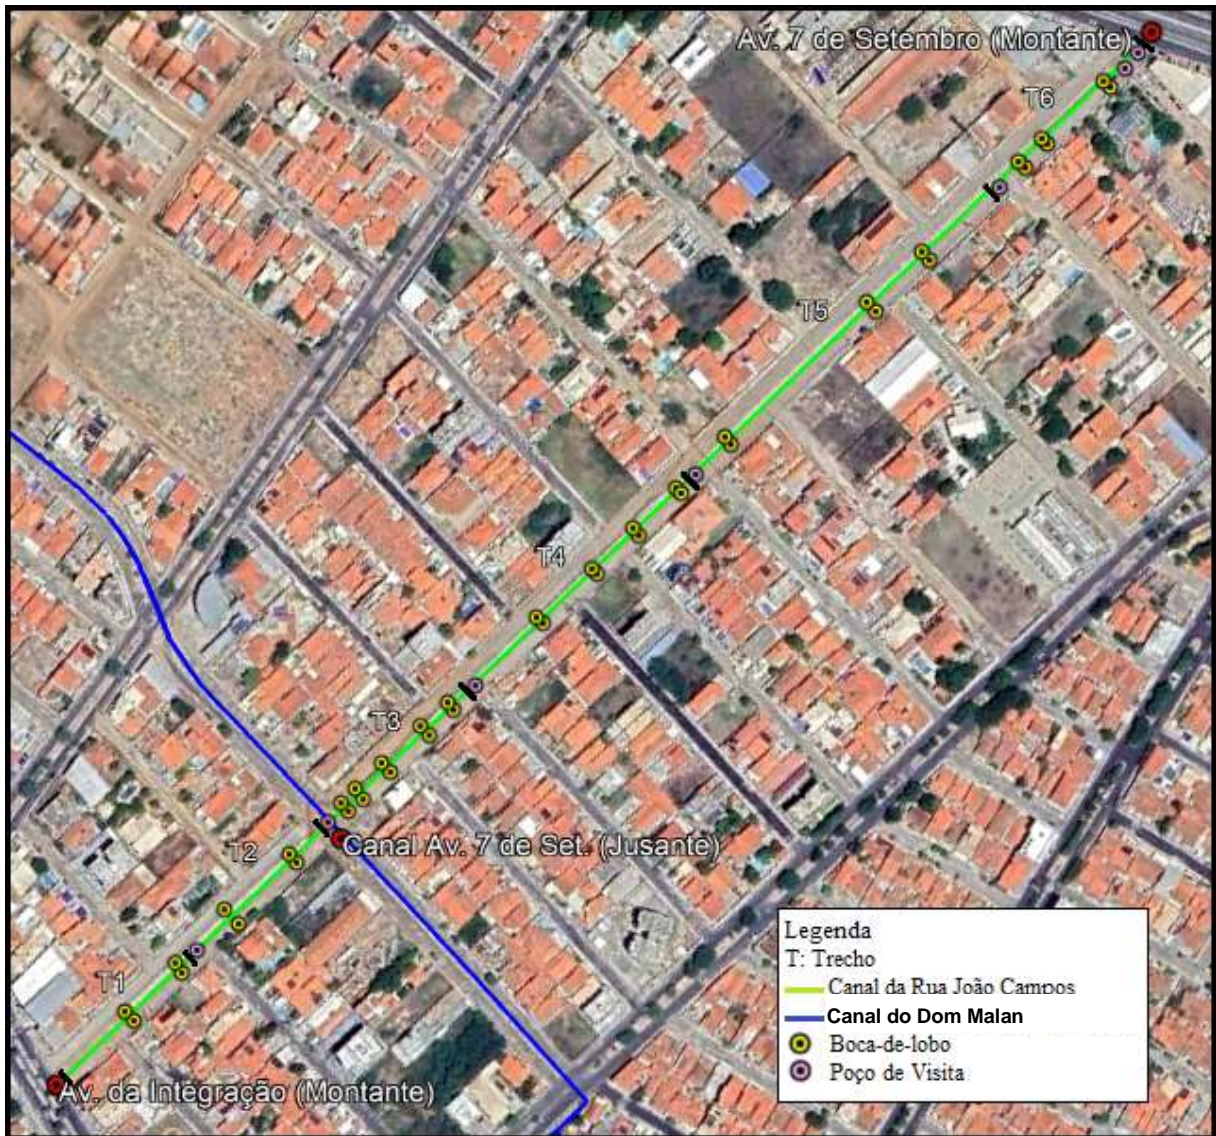 Av. 7 de Setembro (Montante)
T6
T5
T4
T3
Canal Av. 7 de Set. (Jusante)
T2
T1
Av. da Integração (Montante)
Legenda
T: Trecho
Canal da Rua João Campos
Canal do Dom Malan
Boca-de-lobo
Poço de Visita